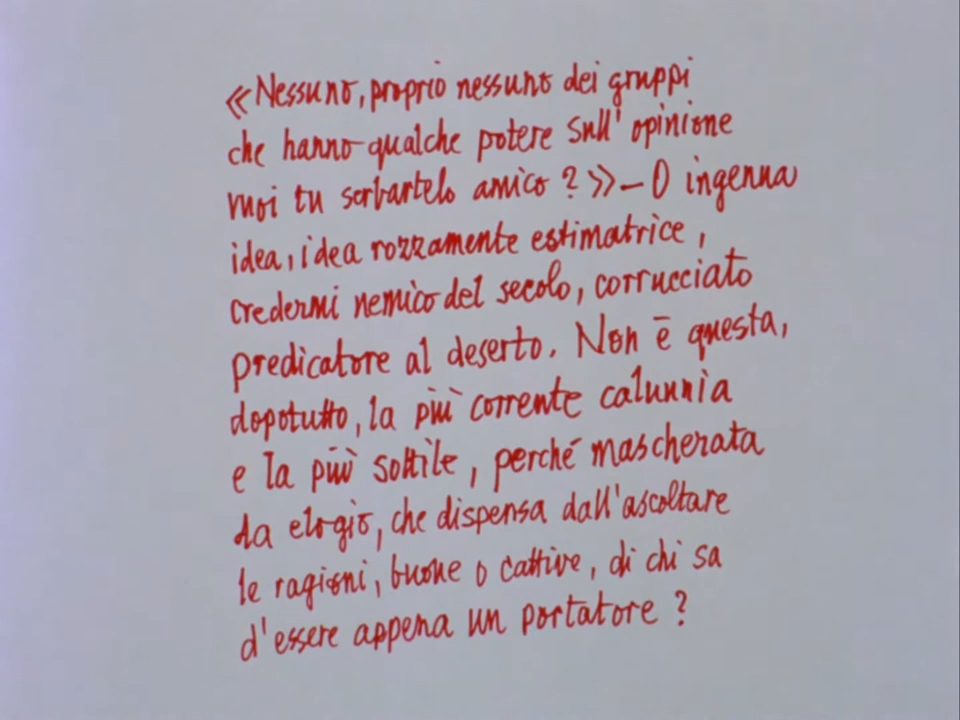 «Nessuno, proprio nessuno dei gruppi
che hanno qualche potere sull'opinione
vuoi tu serbartelo amico?» – O ingenua
idea, idea rozzamente estimatrice,
credermi nemico del secolo, corrucciato
predicatore al deserto. Non è questa,
dopotutto, la più corrente calunnia
e la più sottile, perché mascherata
da elogio, che dispensa dall'ascoltare
le ragioni, buone o cattive, di chi sa
d'essere appena un portatore?